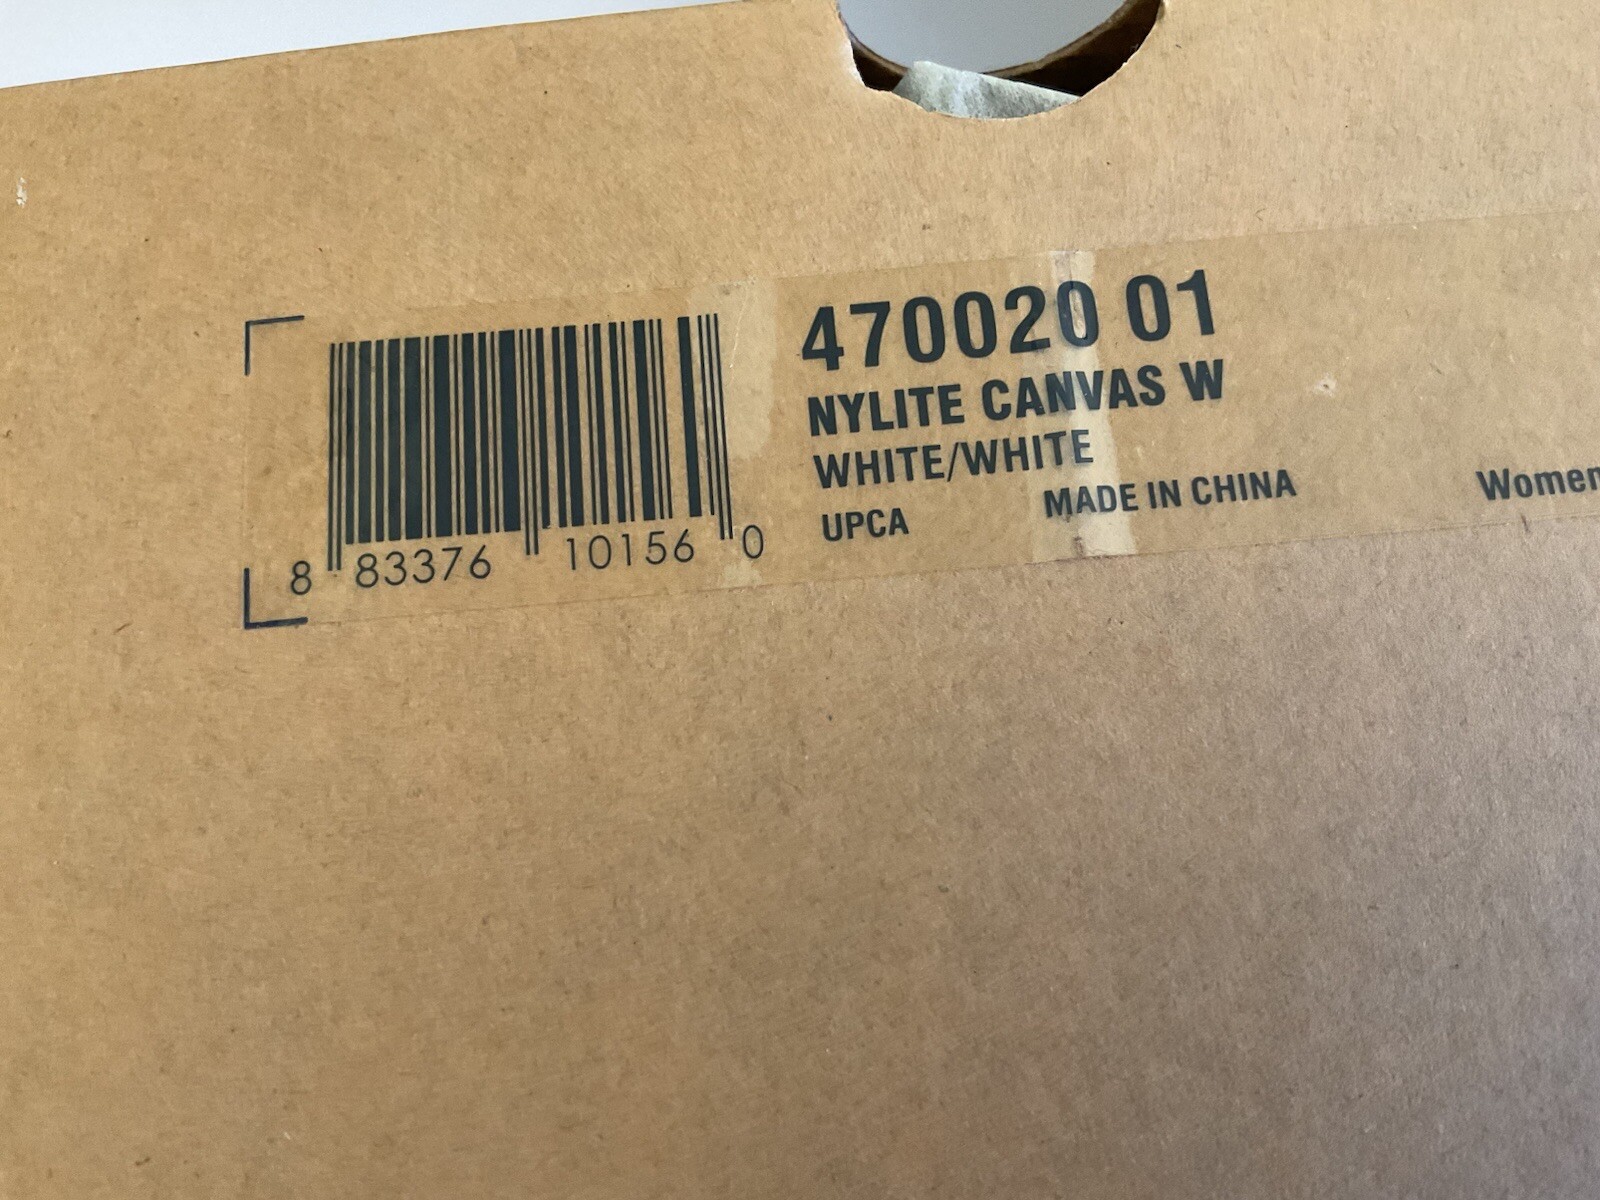 470020 01
NYLITE CANVAS W
WHITE/WHITE
UPCA MADE IN CHINA
8 83376 10156 0